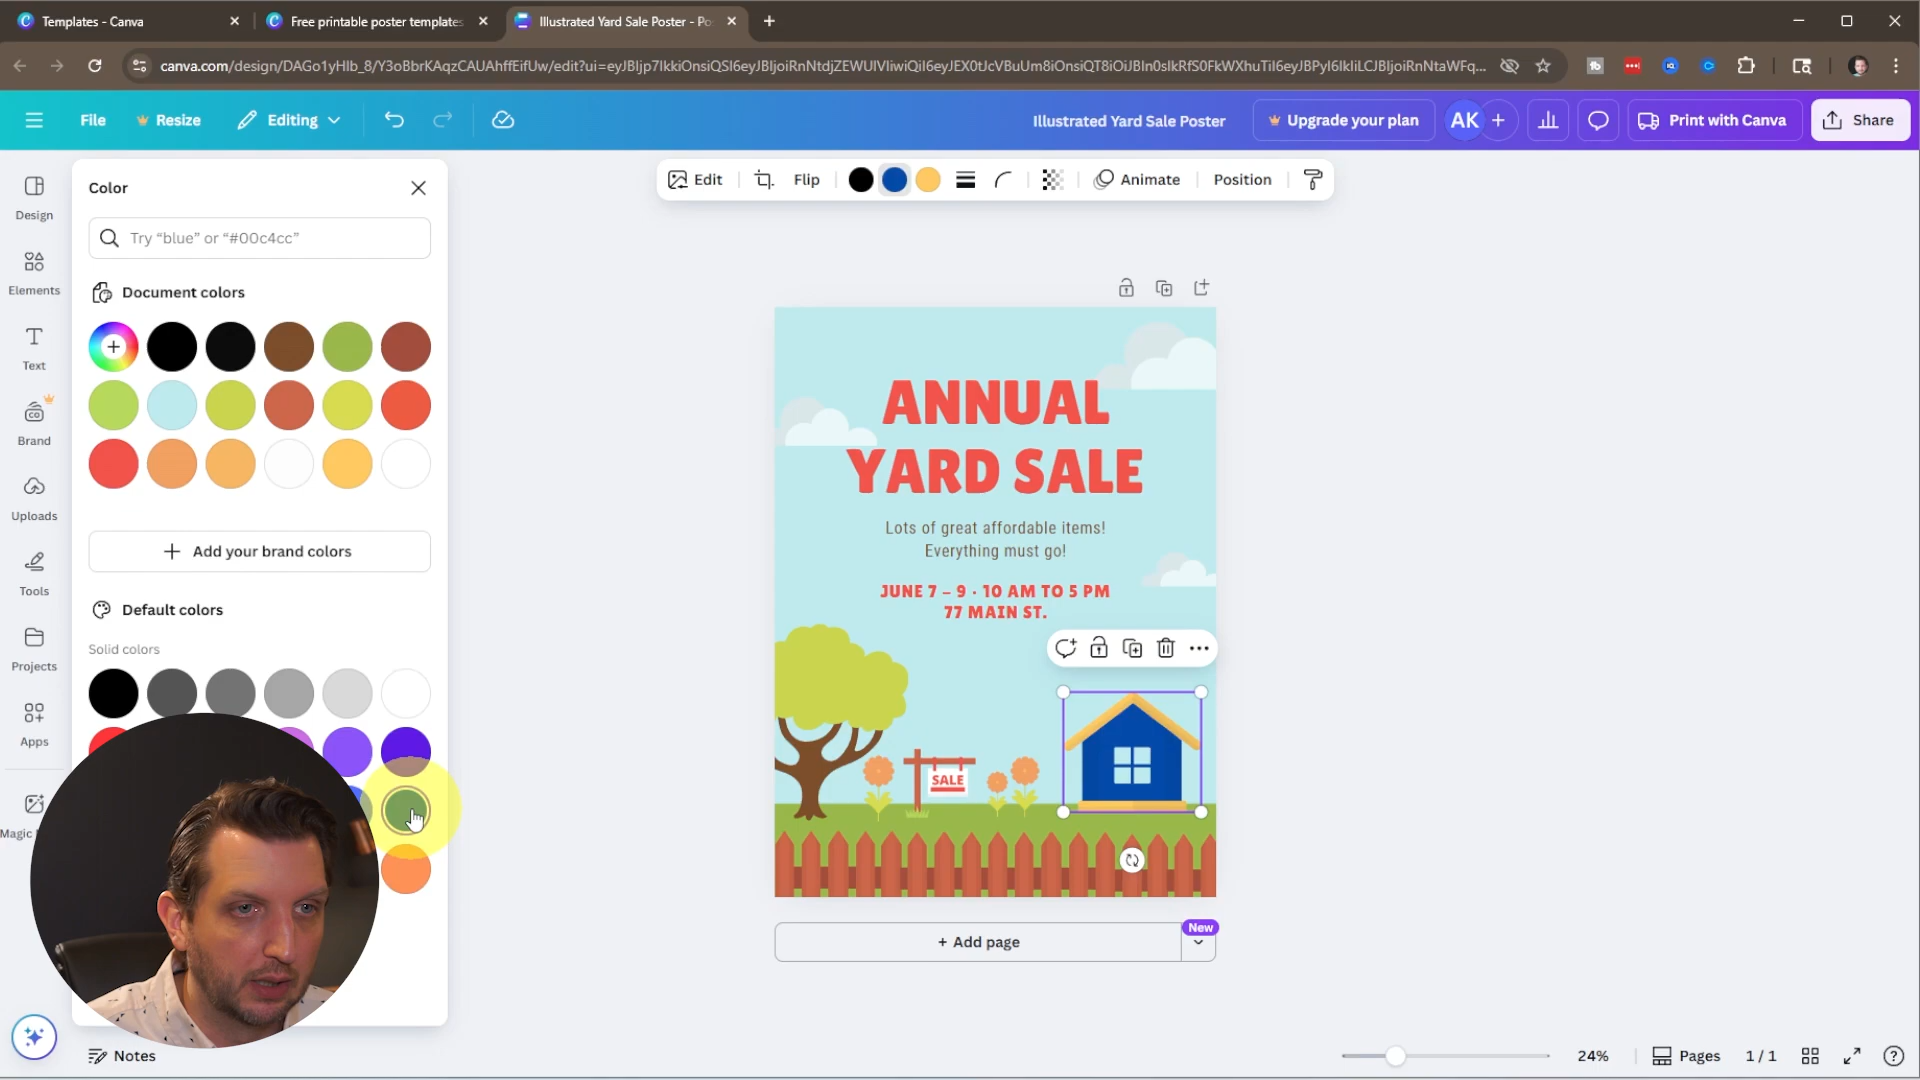 Templates - Canva
Free printable poster templates
Illustrated Yard Sale Poster - Po
canva.com/design/DAGo1yHIb_8/Y3oBbrKAqzCAUAhffEifUw/edit?ui=
File
Resize
Editing
Illustrated Yard Sale Poster
Upgrade your plan
AK
Print with Canva
Share
Design
Elements
Text
Brand
Uploads
Tools
Projects
Apps
Magic
Color
Try “blue” or “#00c4cc”
Document colors
Add your brand colors
Default colors
Solid colors
Edit
Flip
Animate
Position
ANNUAL
YARD SALE
Lots of great affordable items!
Everything must go!
JUNE 7 – 9 · 10 AM TO 5 PM
77 MAIN ST.
SALE
+ Add page
New
Notes
24%
Pages
1 / 1